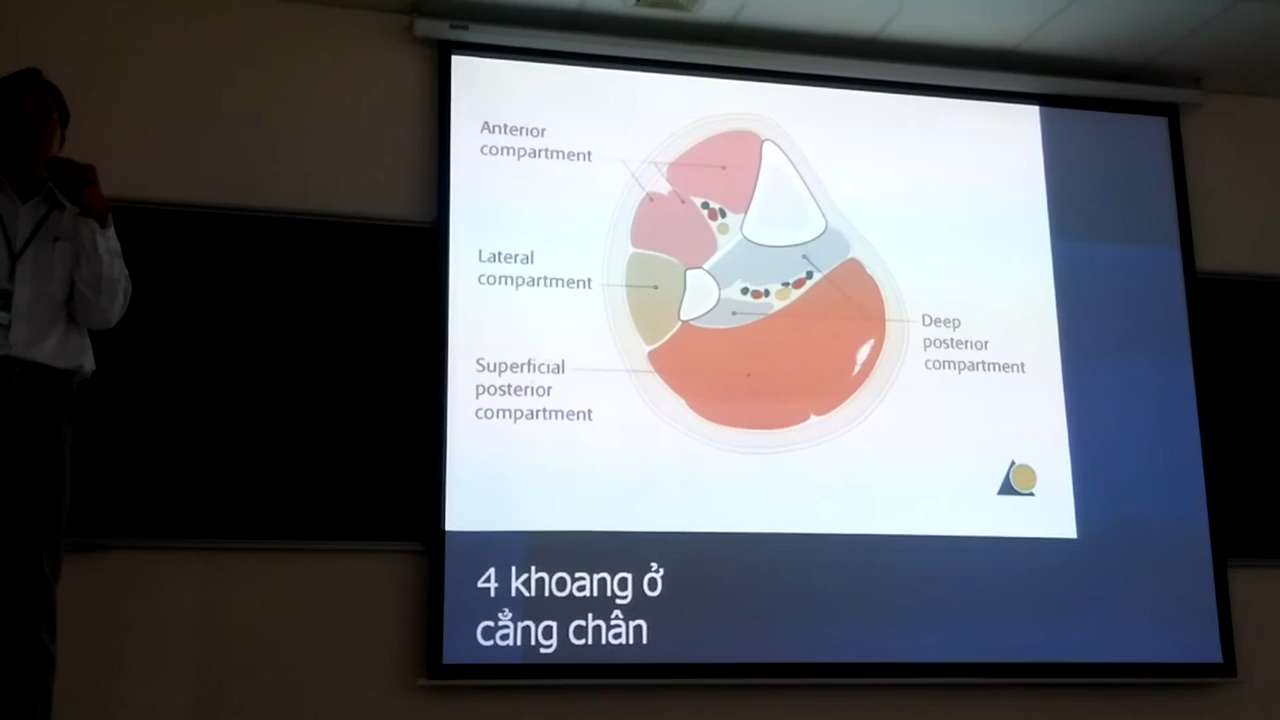 Anterior
compartment
Lateral
compartment
Superficial
posterior
compartment
Deep
posterior
compartment
4 khoang ở
cẳng chân